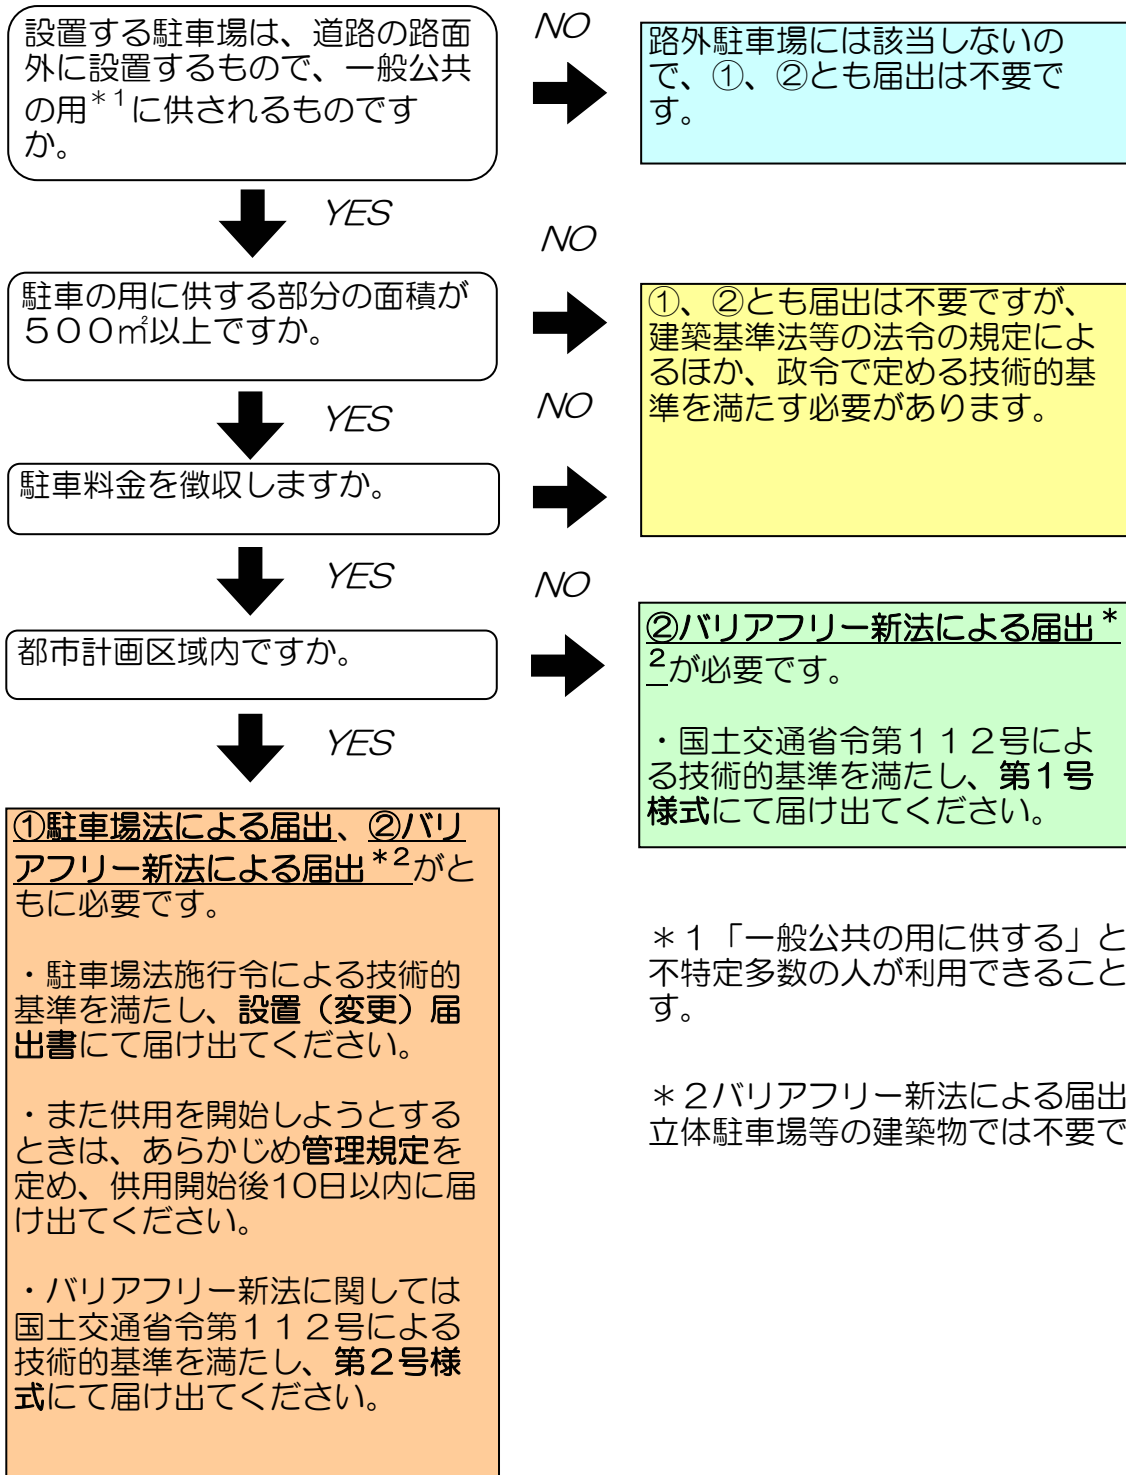 設置する駐車場は、道路の路面
外に設置するもので、一般公共
の用＊１に供されるものです
か。
NO
路外駐車場には該当しないの
で、①、②とも届出は不要で
す。
YES
NO
駐車の用に供する部分の面積が
５００㎡以上ですか。
①、②とも届出は不要ですが、
建築基準法等の法令の規定によ
るほか、政令で定める技術的基
準を満たす必要があります。
YES
NO
駐車料金を徴収しますか。
YES
NO
都市計画区域内ですか。
②バリアフリー新法による届出＊
２が必要です。
・国土交通省令第１１２号によ
る技術的基準を満たし、第１号
様式にて届け出てください。
YES
①駐車場法による届出、②バリ
アフリー新法による届出＊２がと
もに必要です。
・駐車場法施行令による技術的
基準を満たし、設置（変更）届
出書にて届け出てください。
・また供用を開始しようとする
ときは、あらかじめ管理規定を
定め、供用開始後10日以内に届
け出てください。
・バリアフリー新法に関しては
国土交通省令第１１２号による
技術的基準を満たし、第２号様
式にて届け出てください。
＊１「一般公共の用に供する」と
不特定多数の人が利用できること
す。
＊２バリアフリー新法による届出
立体駐車場等の建築物では不要で